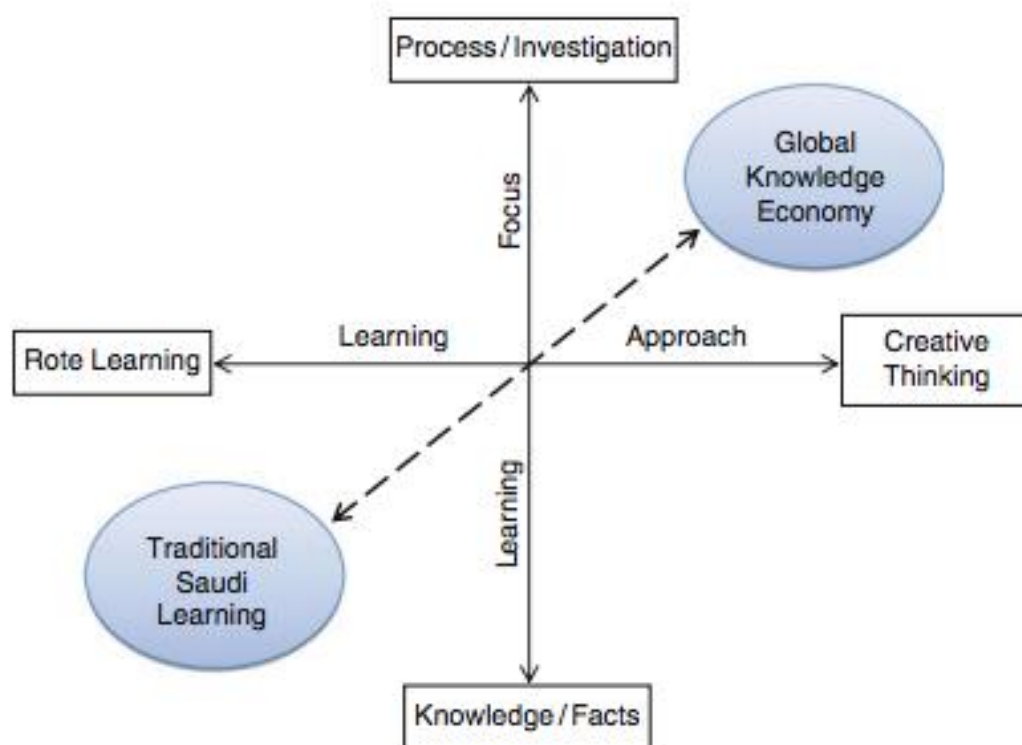 Process / Investigation
Global
Knowledge
Economy
Focus
Learning
Approach
Rote Learning
Creative
Thinking
Learning
Traditional
Saudi
Learning
Knowledge / Facts